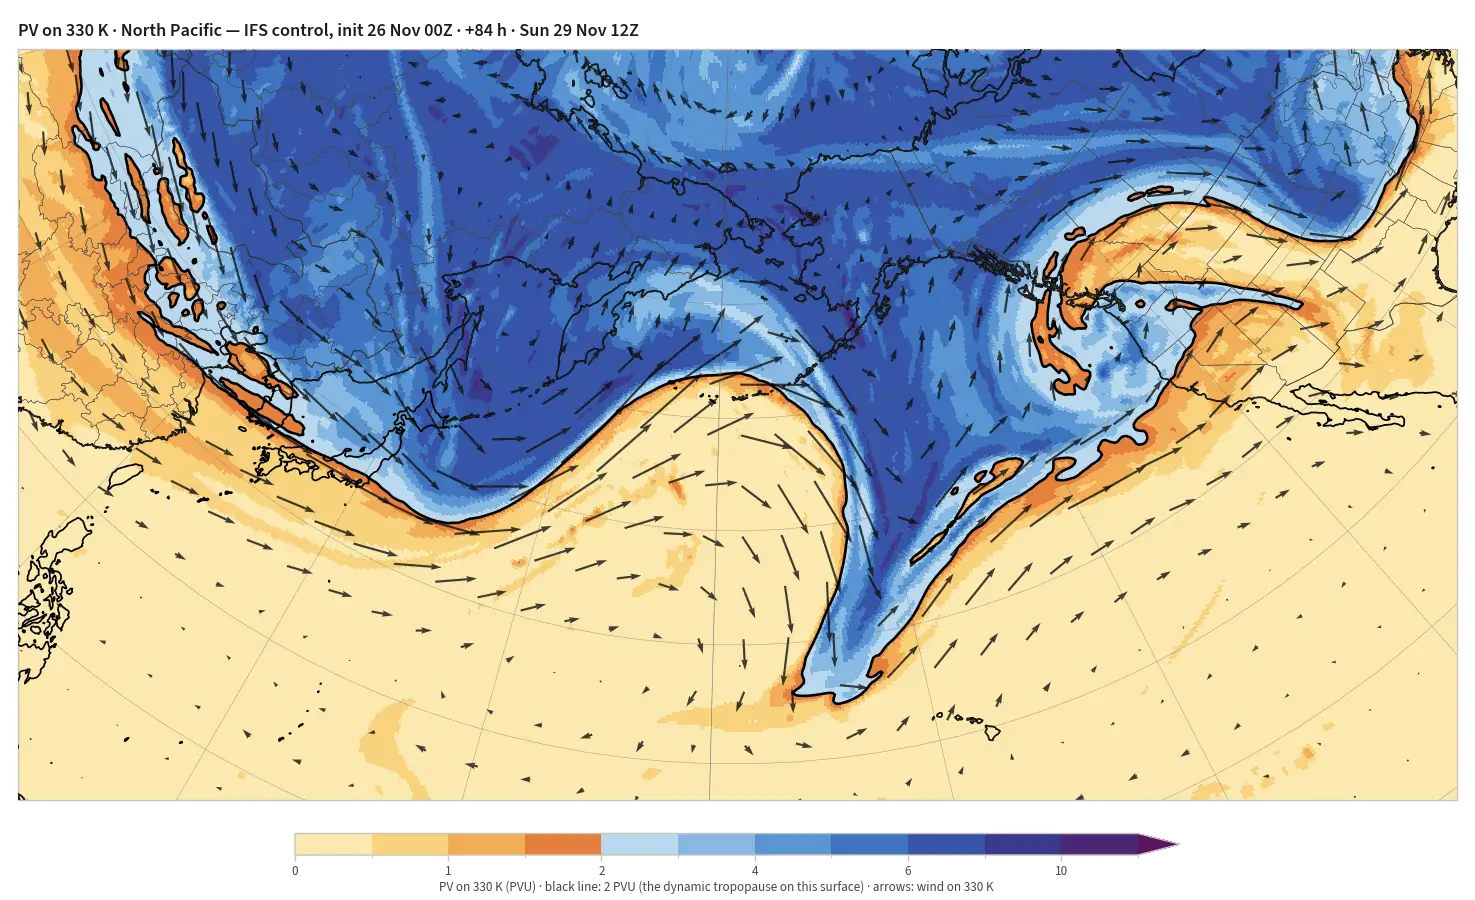 PV on 330 K · North Pacific — IFS control, init 26 Nov 00Z · +84 h · Sun 29 Nov 12Z
0 1 2 4 6 10
PV on 330 K (PVU) · black line: 2 PVU (the dynamic tropopause on this surface) · arrows: wind on 330 K